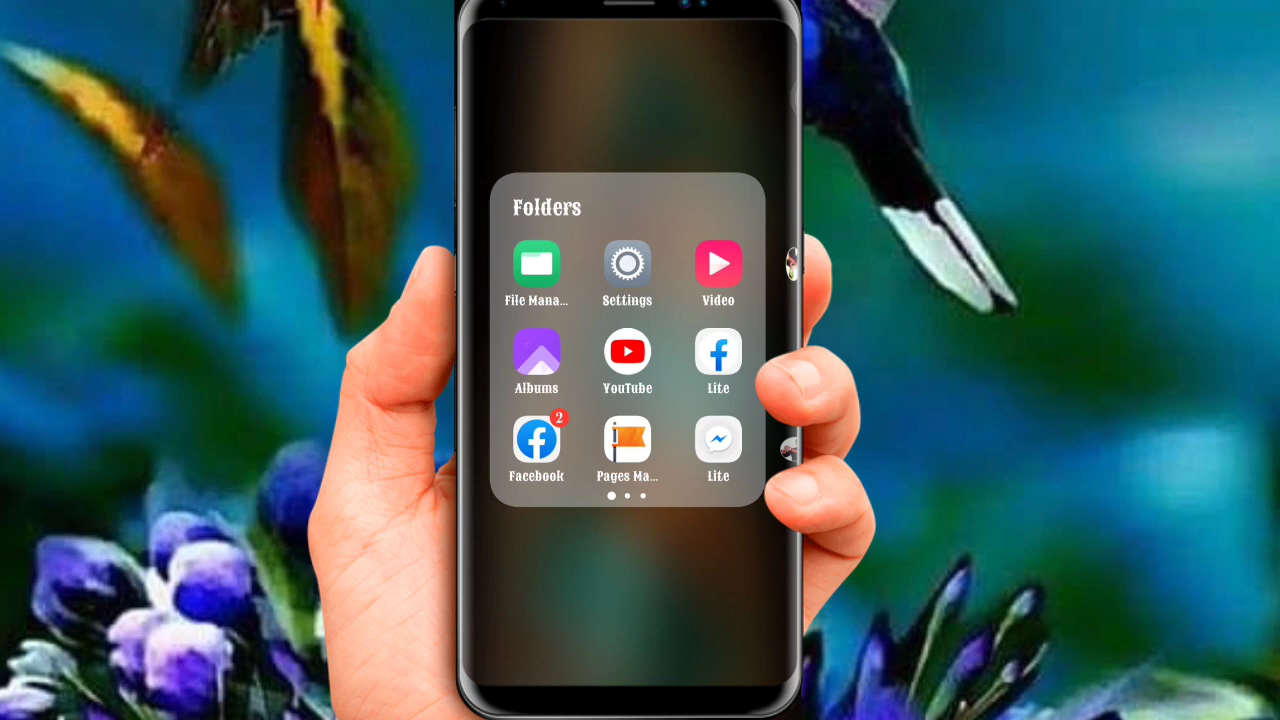 Folders
File Mana...
Settings
Video
Albums
YouTube
Lite
2
Facebook
Pages Ma...
Lite